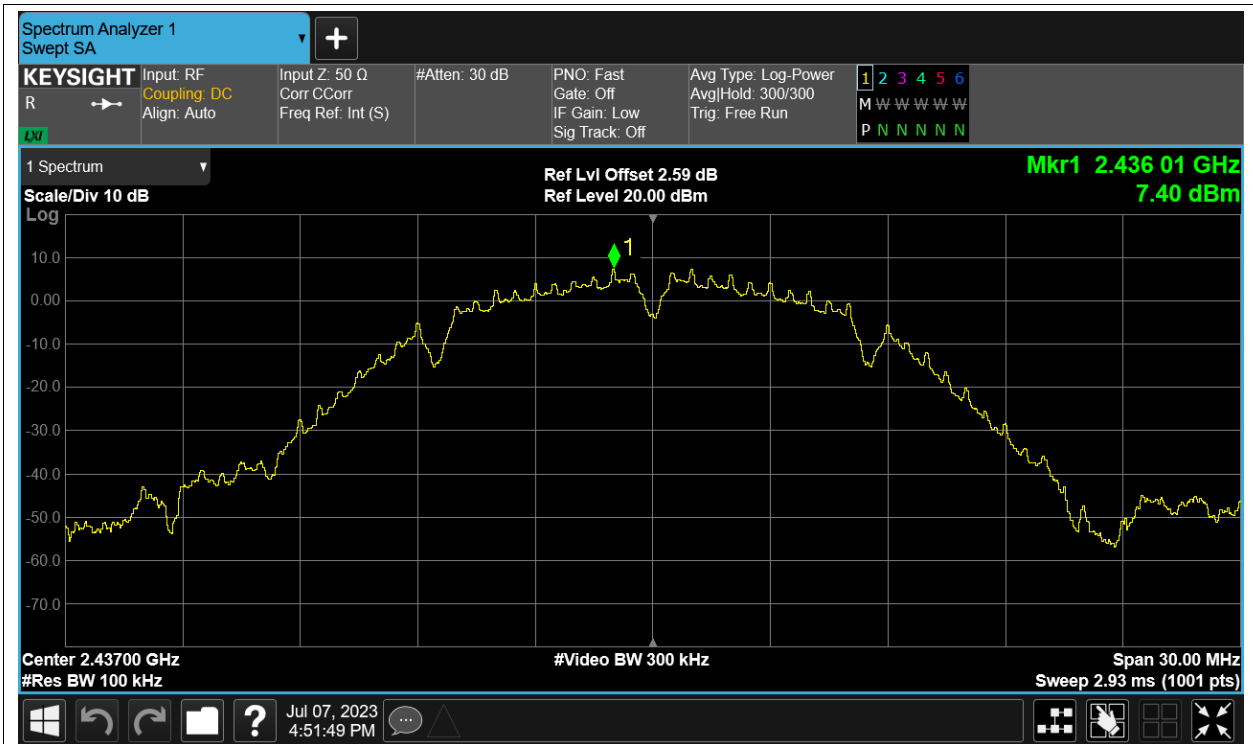 Spectrum Analyzer 1
Swept SA
KEYSIGHT
R
LXI
Input: RF
Coupling: DC
Align: Auto
Input Z: 50 Ω
Corr CCorr
Freq Ref: Int (S)
#Atten: 30 dB
PNO: Fast
Gate: Off
IF Gain: Low
Sig Track: Off
Avg Type: Log-Power
Avg|Hold: 300/300
Trig: Free Run
1 2 3 4 5 6
M W W W W W
P N N N N N
1 Spectrum
Scale/Div 10 dB
Log
Ref Lvl Offset 2.59 dB
Ref Level 20.00 dBm
Mkr1 2.436 01 GHz
7.40 dBm
1
10.0
0.00
-10.0
-20.0
-30.0
-40.0
-50.0
-60.0
-70.0
Center 2.43700 GHz
#Res BW 100 kHz
#Video BW 300 kHz
Span 30.00 MHz
Sweep 2.93 ms (1001 pts)
?
Jul 07, 2023
4:51:49 PM